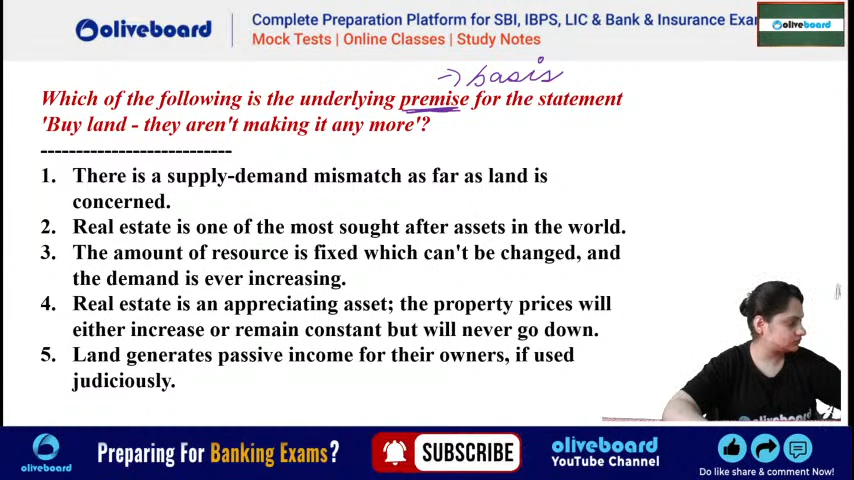 oliveboard
Complete Preparation Platform for SBI, IBPS, LIC & Bank & Insurance Exa
Mock Tests | Online Classes | Study Notes
oliveboard
→ basis
Which of the following is the underlying premise for the statement
'Buy land - they aren't making it any more'?
---------------------------
1. There is a supply-demand mismatch as far as land is
concerned.
2. Real estate is one of the most sought after assets in the world.
3. The amount of resource is fixed which can't be changed, and
the demand is ever increasing.
4. Real estate is an appreciating asset; the property prices will
either increase or remain constant but will never go down.
5. Land generates passive income for their owners, if used
judiciously.
oliveboard
oliveboard
Preparing For Banking Exams?
SUBSCRIBE
oliveboard
YouTube Channel
Do like share & comment Now!